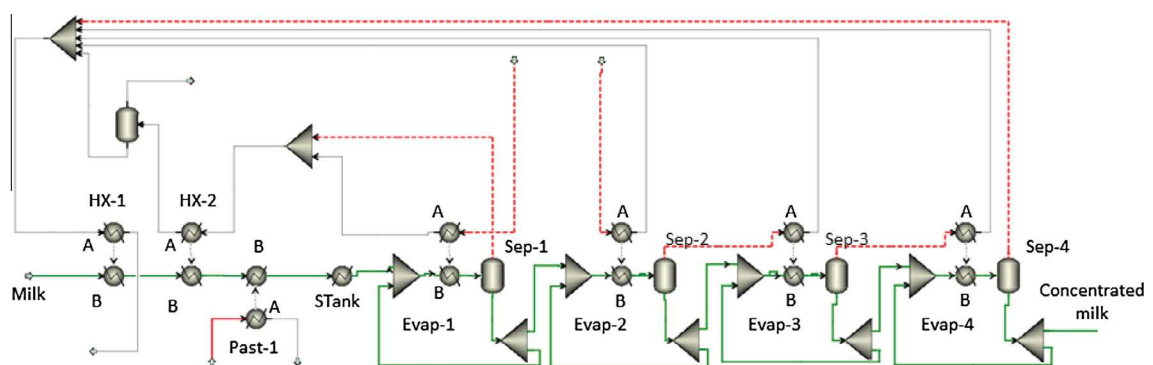 HX-1
HX-2
A
A
B
A
A
A
A
A
Sep-1
Sep-2
Sep-3
Sep-4
Milk
B
B
STank
B
B
B
B
A
Past-1
Evap-1
Evap-2
Evap-3
Evap-4
Concentrated
milk